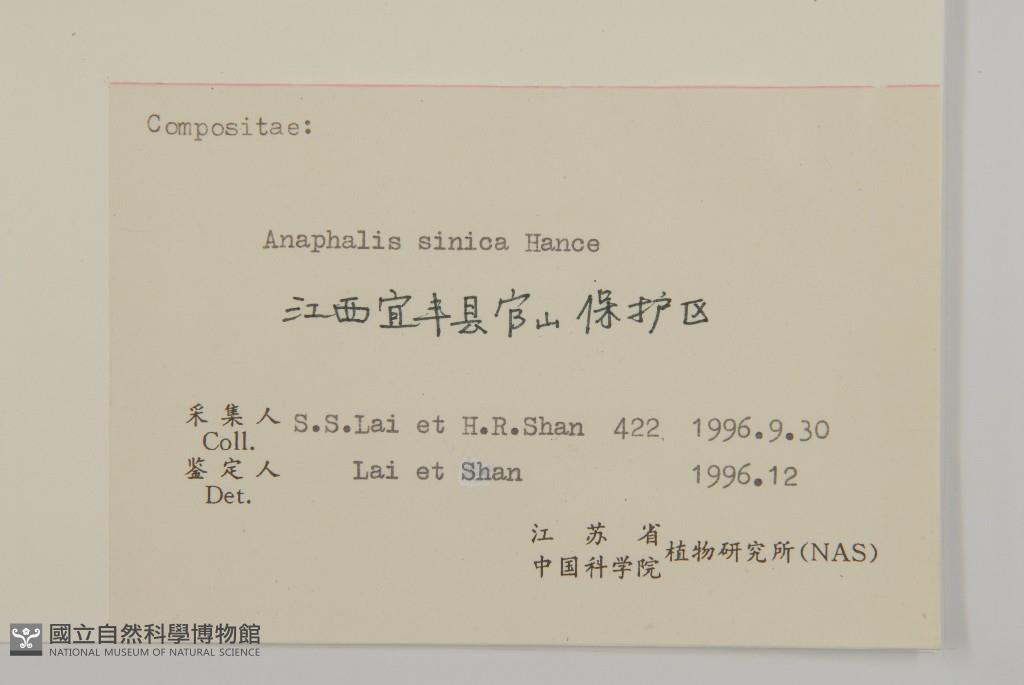 Compositae:
Anaphalis sinica Hance
江西宜丰县官山保护区
采集人 S.S.Lai et H.R.Shan 422 1996.9.30
Coll.
鉴定人 Lai et Shan 1996.12
Det.
江苏省
中国科学院 植物研究所(NAS)
國立自然科學博物館
NATIONAL MUSEUM OF NATURAL SCIENCE